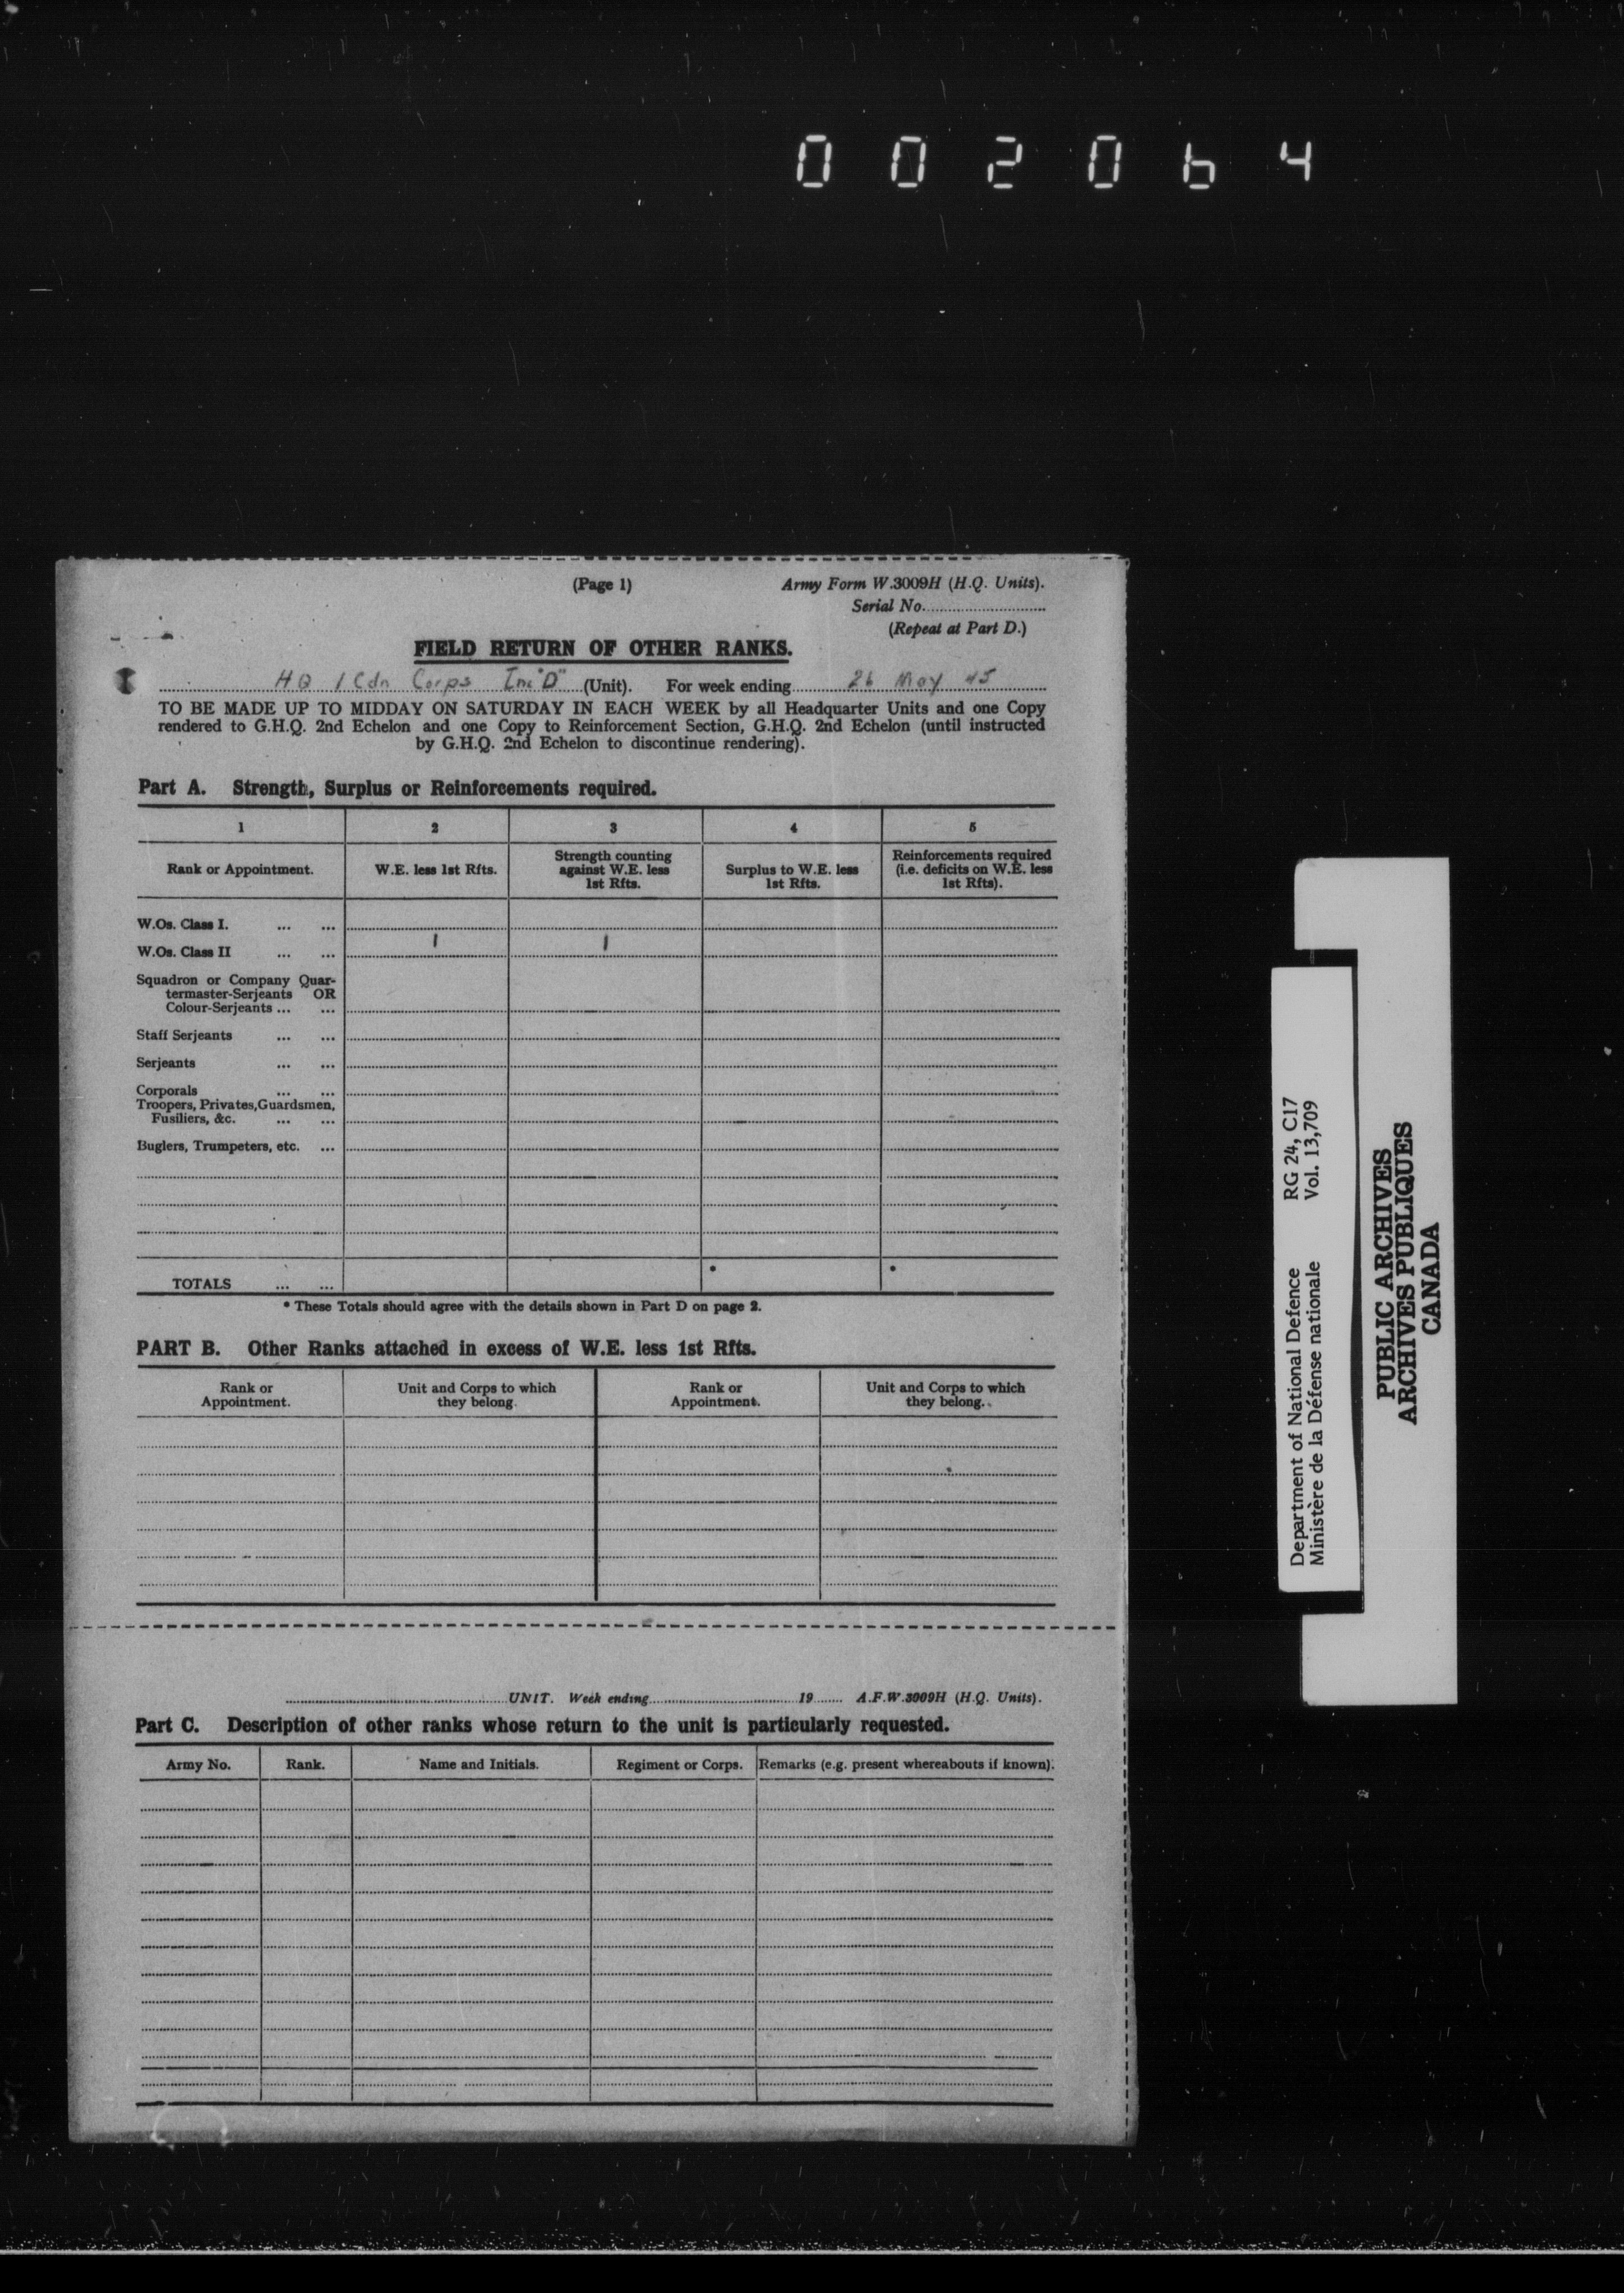 002064
(Page 1)
Army Form W.3009H (H.Q. Units).
Serial No..............................
(Repeat at Part D.)
FIELD RETURN OF OTHER RANKS.
HQ 1 Cdn Corps Inc "D" (Unit). For week ending 26 May 45
TO BE MADE UP TO MIDDAY ON SATURDAY IN EACH WEEK by all Headquarter Units and one Copy
rendered to G.H.Q. 2nd Echelon and one Copy to Reinforcement Section, G.H.Q. 2nd Echelon (until instructed
by G.H.Q. 2nd Echelon to discontinue rendering).
Part A. Strength, Surplus or Reinforcements required.
1 2 3 4 5
Rank or Appointment. W.E. less 1st Rfts. Strength counting against W.E. less 1st Rfts. Surplus to W.E. less 1st Rfts. Reinforcements required (i.e. deficits on W.E. less 1st Rfts).
W.Os. Class I. ... ...
W.Os. Class II ... ... 1 1
Squadron or Company Quar-
termaster-Serjeants OR
Colour-Serjeants ... ...
Staff Serjeants ... ...
Serjeants ... ...
Corporals ... ...
Troopers, Privates,Guardsmen,
Fusiliers, &c. ... ...
Buglers, Trumpeters, etc. ...
TOTALS ... ... * *
* These Totals should agree with the details shown in Part D on page 2.
PART B. Other Ranks attached in excess of W.E. less 1st Rfts.
Rank or Appointment. Unit and Corps to which they belong. Rank or Appointment. Unit and Corps to which they belong.
UNIT. Week ending 19 A.F.W.3009H (H.Q. Units).
Part C. Description of other ranks whose return to the unit is particularly requested.
Army No. Rank. Name and Initials. Regiment or Corps. Remarks (e.g. present whereabouts if known).
Department of National Defence RG 24, C17
Ministère de la Défense nationale Vol. 13,709
PUBLIC ARCHIVES
ARCHIVES PUBLIQUES
CANADA